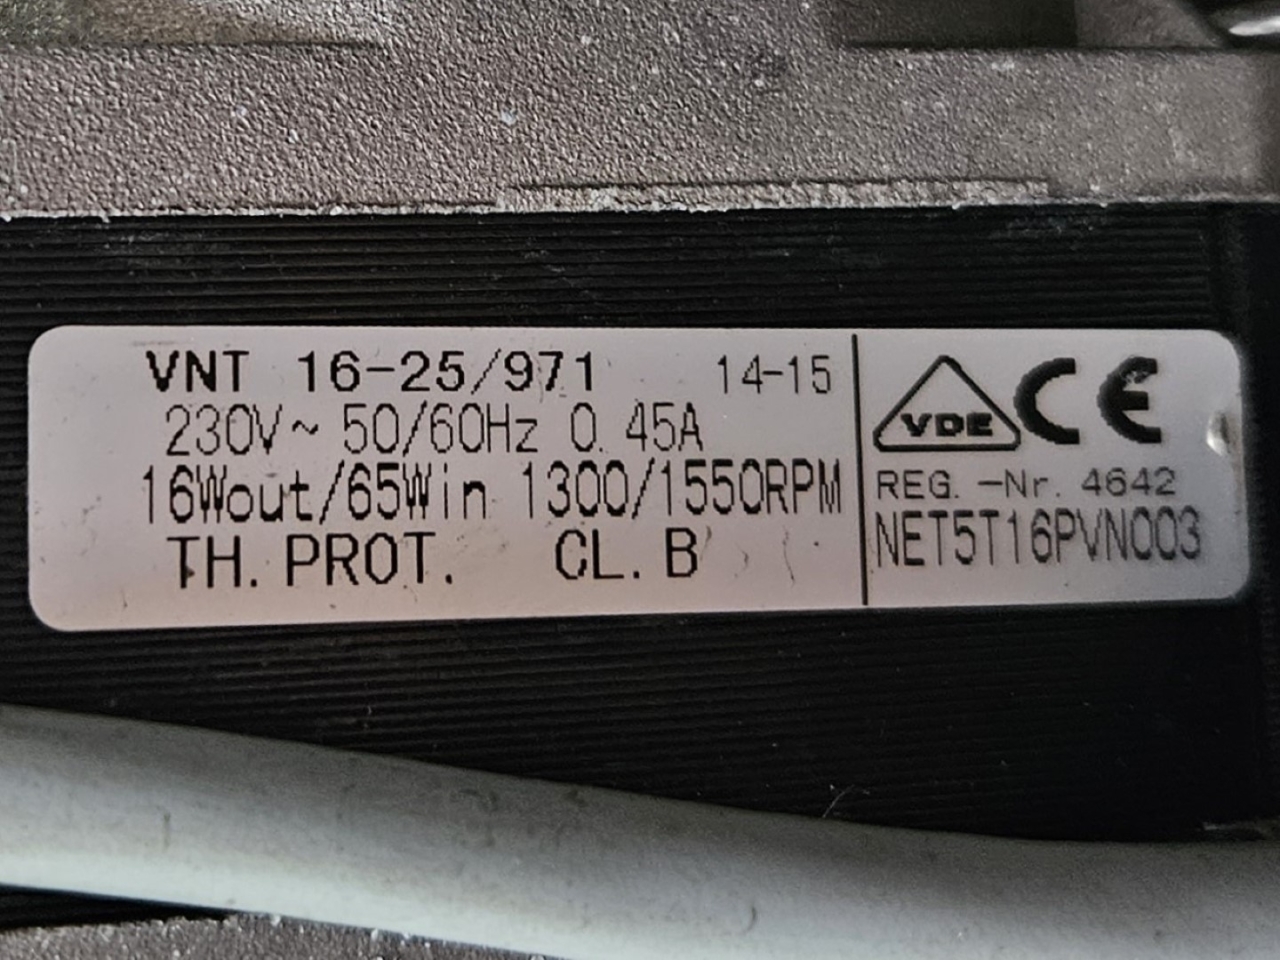 VNT 16-25/971 14-15
230V~ 50/60Hz 0.45A
16Wout/65Win 1300/1550RPM
TH. PROT. CL. B
VDE CE
REG. -Nr. 4642
NET5T16PVN003